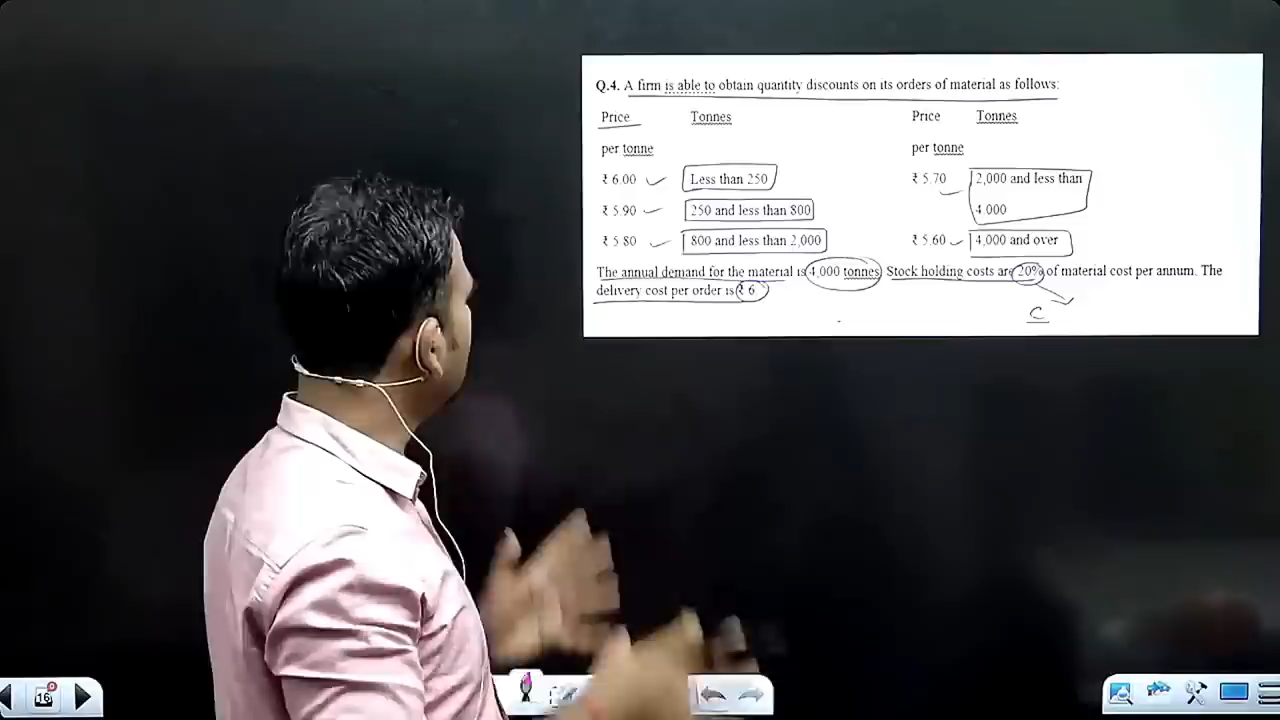 Q.4. A firm is able to obtain quantity discounts on its orders of material as follows:
Price Tonnes Price Tonnes
per tonne per tonne
₹ 6.00 Less than 250 ₹ 5.70 2,000 and less than
₹ 5.90 250 and less than 800 4.000
₹ 5.80 800 and less than 2,000 ₹ 5.60 4,000 and over
The annual demand for the material is 4,000 tonnes. Stock holding costs are 20% of material cost per annum. The
delivery cost per order is ₹ 6
C
16